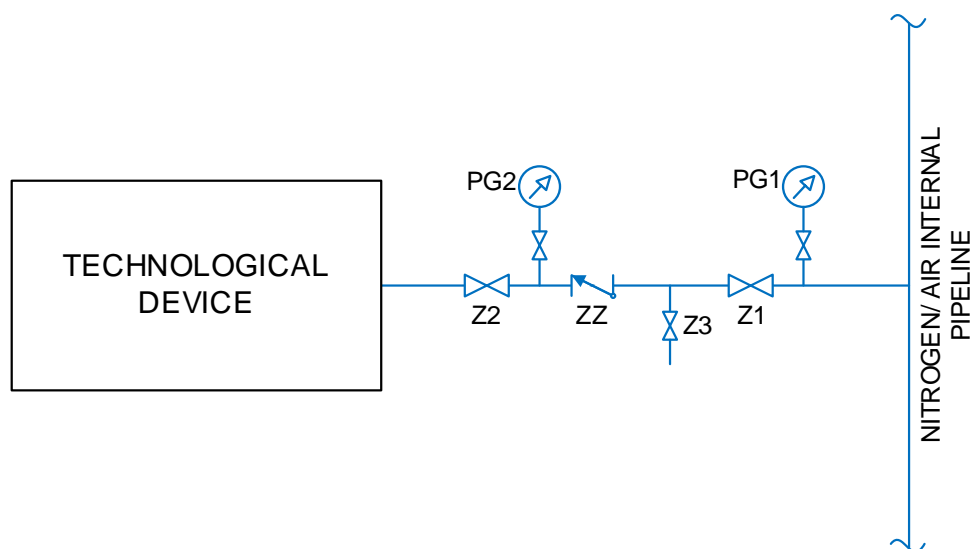 PG2
PG1
TECHNOLOGICAL
DEVICE
Z2
ZZ
Z3
Z1
NITROGEN/ AIR INTERNAL
PIPELINE